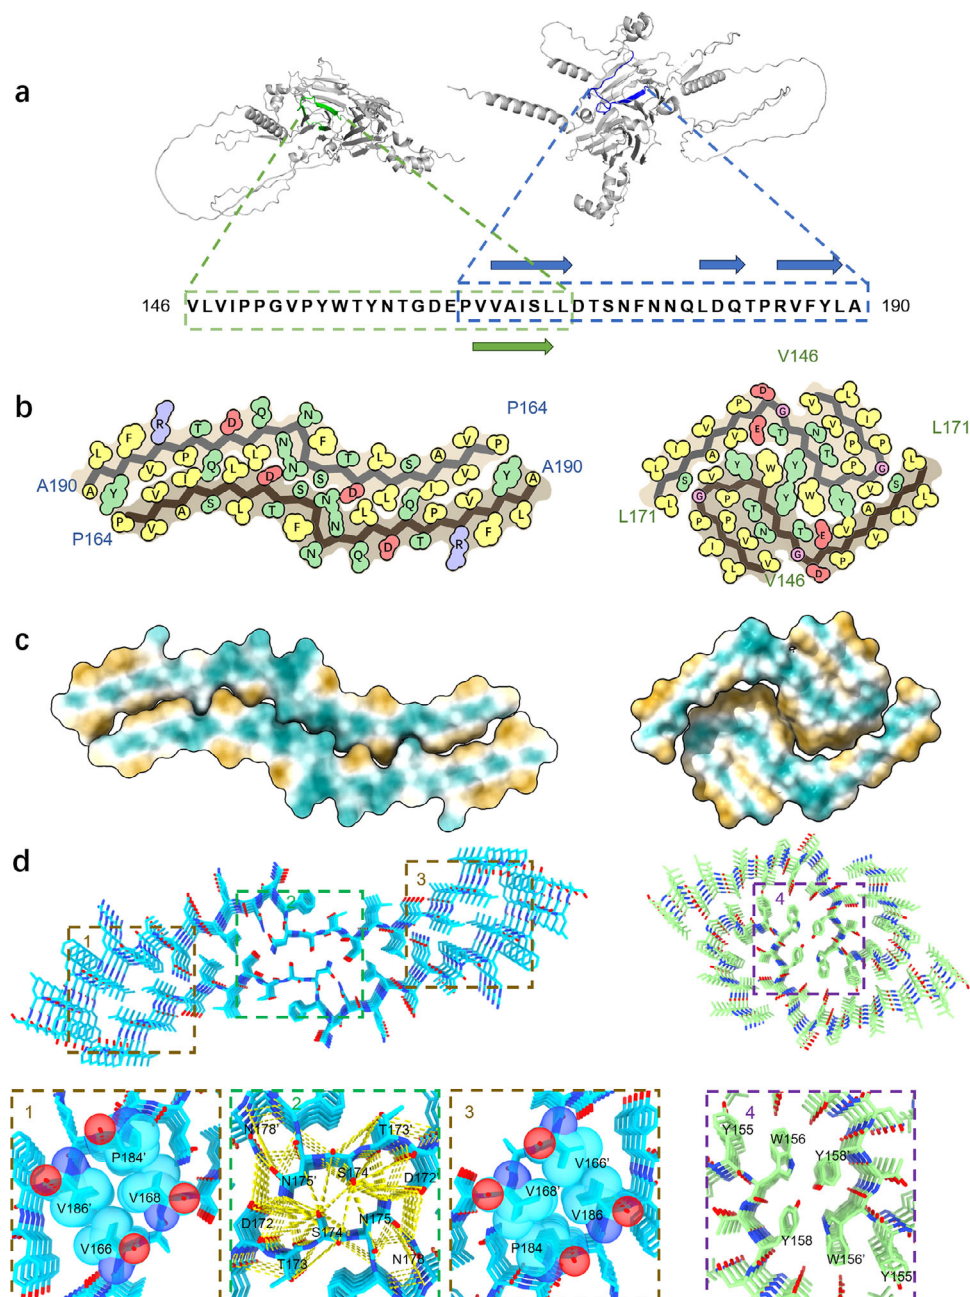 a
146 VLVIPPGVPYWTYNTGDEPVVAISLLDTSNFNNQLDQTPRVFYLA 190
V146
b
P164
L171
A190
A190
P164
L171
V146
R T D Q N F T L A V P
A L F Y V P Q L L N N S S V
P V A S L T D N D L L Q P V Y A
F N N Q D T V R F L
D G V L
P E T N V P
V V T P
L I A Y W Y P G
S G Y W Y S L
P V T N E A I
I V G D P V
L
c
d
1
2
3
4
1
P184'
V186'
V168
V166
2
N178'
T173'
S174'
N175'
D172
D172
N175
S174
T173
N178
3
V166'
V168'
V186
P184
4
Y155
W156
Y158'
Y158
W156'
Y155